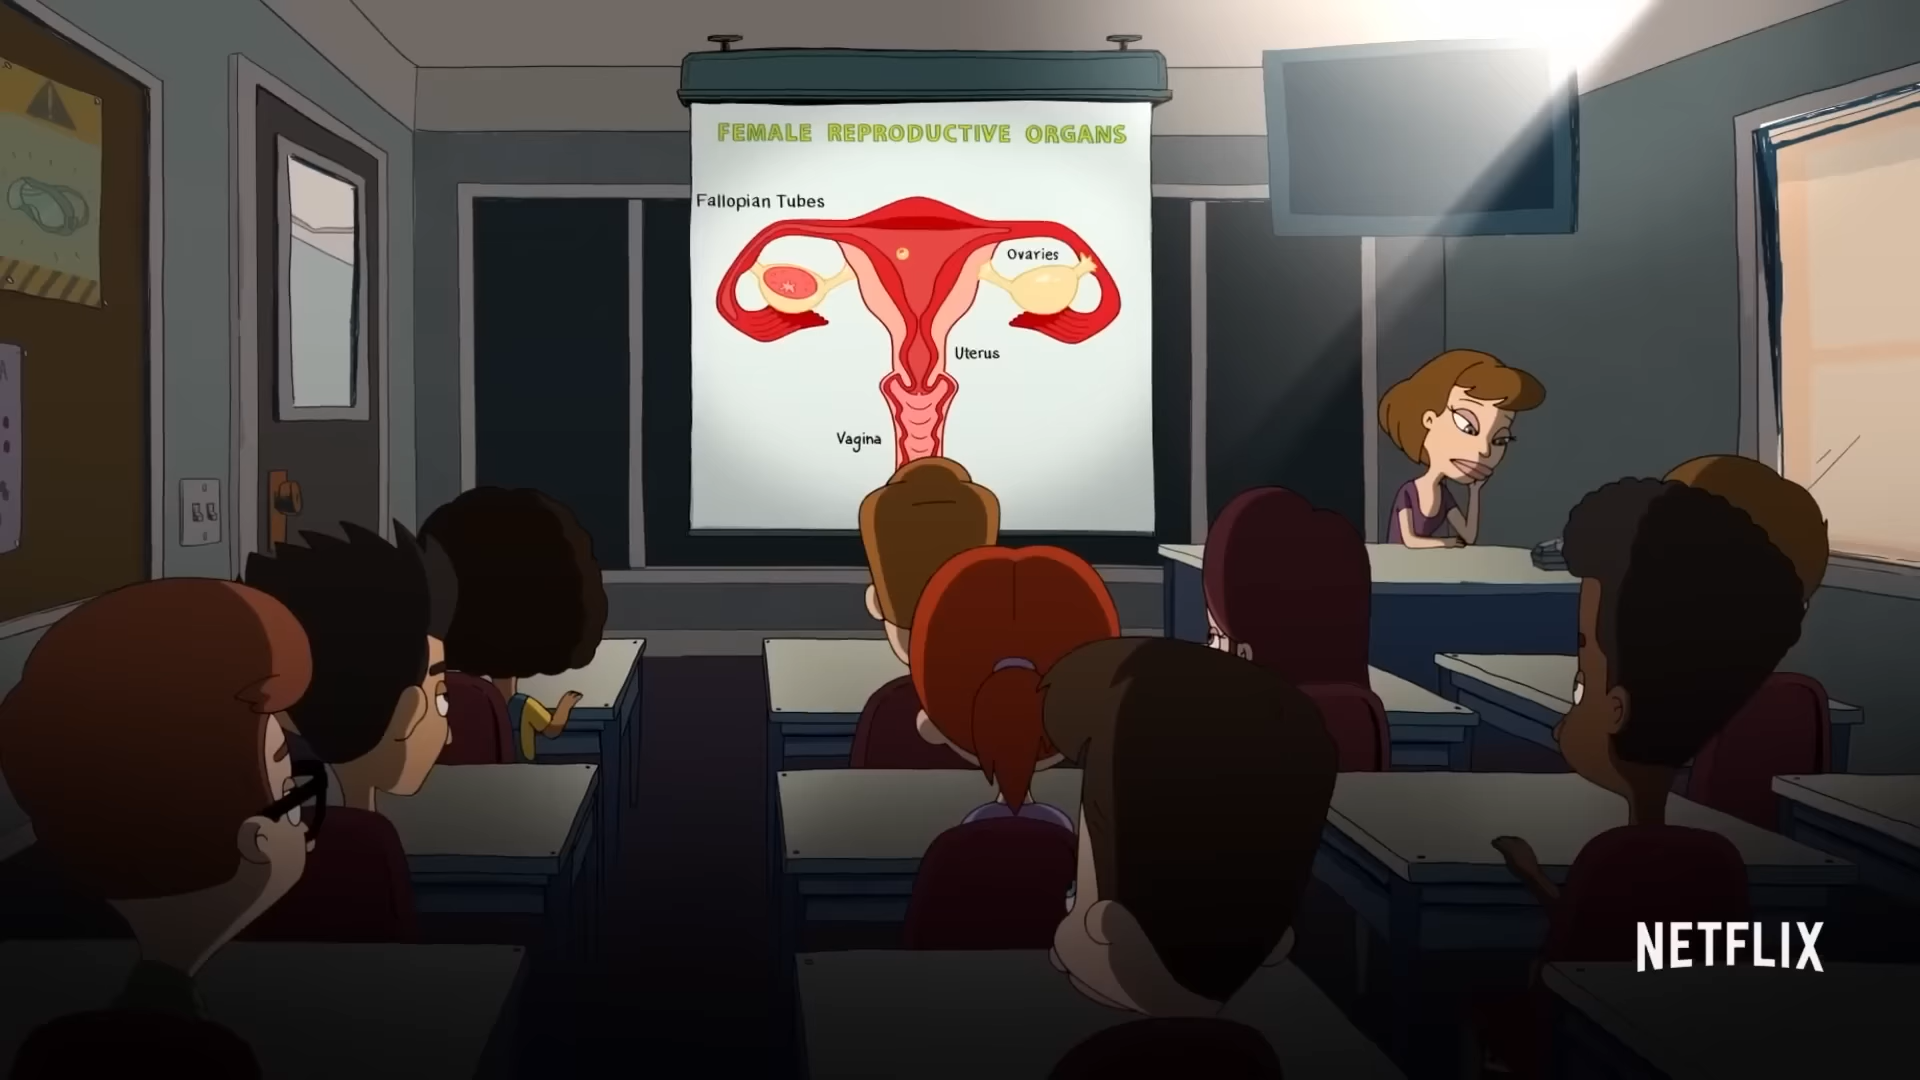 FEMALE REPRODUCTIVE ORGANS
Fallopian Tubes
Ovaries
Uterus
Vagina
NETFLIX